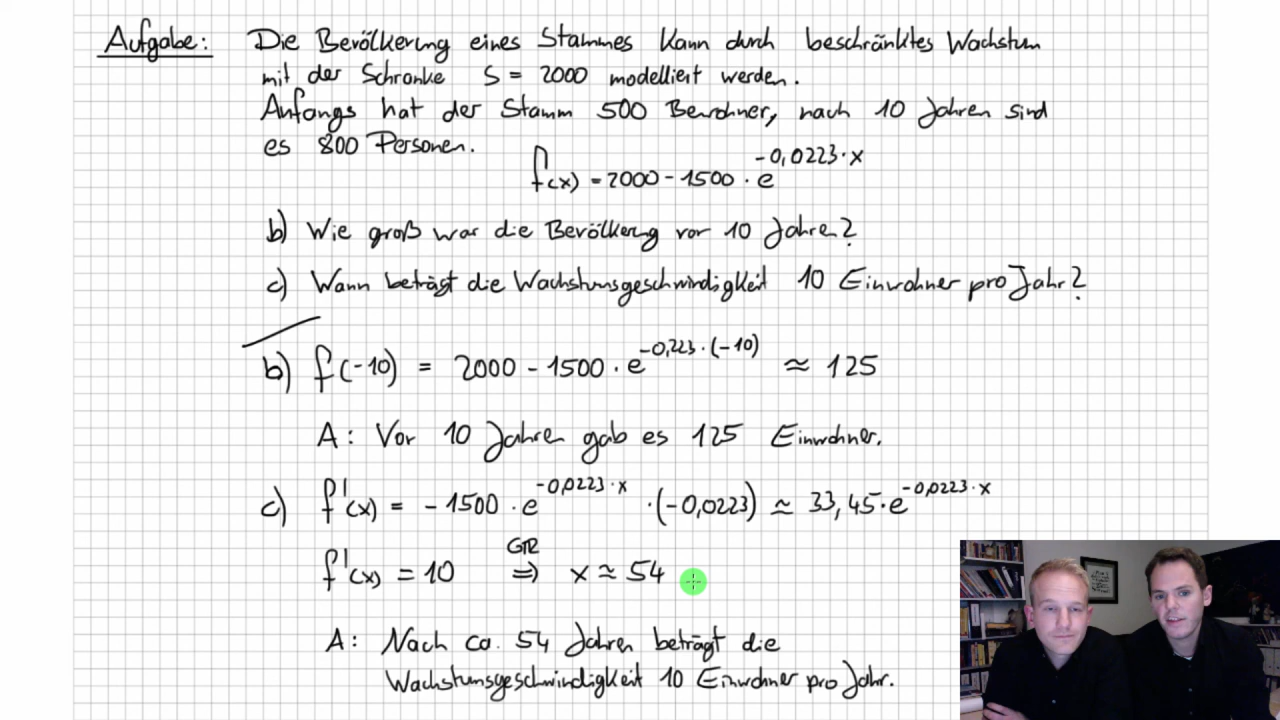 Aufgabe: Die Bevölkerung eines Stammes kann durch beschränktes Wachstum
mit der Schranke S = 2000 modelliert werden.
Anfangs hat der Stamm 500 Bewohner, nach 10 Jahren sind
es 800 Personen.
f(x) = 2000 - 1500 · e^{-0,0223·x}
b) Wie groß war die Bevölkerung vor 10 Jahren?
c) Wann beträgt die Wachstumsgeschwindigkeit 10 Einwohner pro Jahr?
b) f(-10) = 2000 - 1500 · e^{-0,223·(-10)} ≈ 125
A: Vor 10 Jahren gab es 125 Einwohner.
c) f'(x) = -1500 · e^{-0,0223·x} · (-0,0223) ≈ 33,45 · e^{-0,0223·x}
f'(x) = 10 GTR ⇒ x ≈ 54
A: Nach ca. 54 Jahren beträgt die
Wachstumsgeschwindigkeit 10 Einwohner pro Jahr.